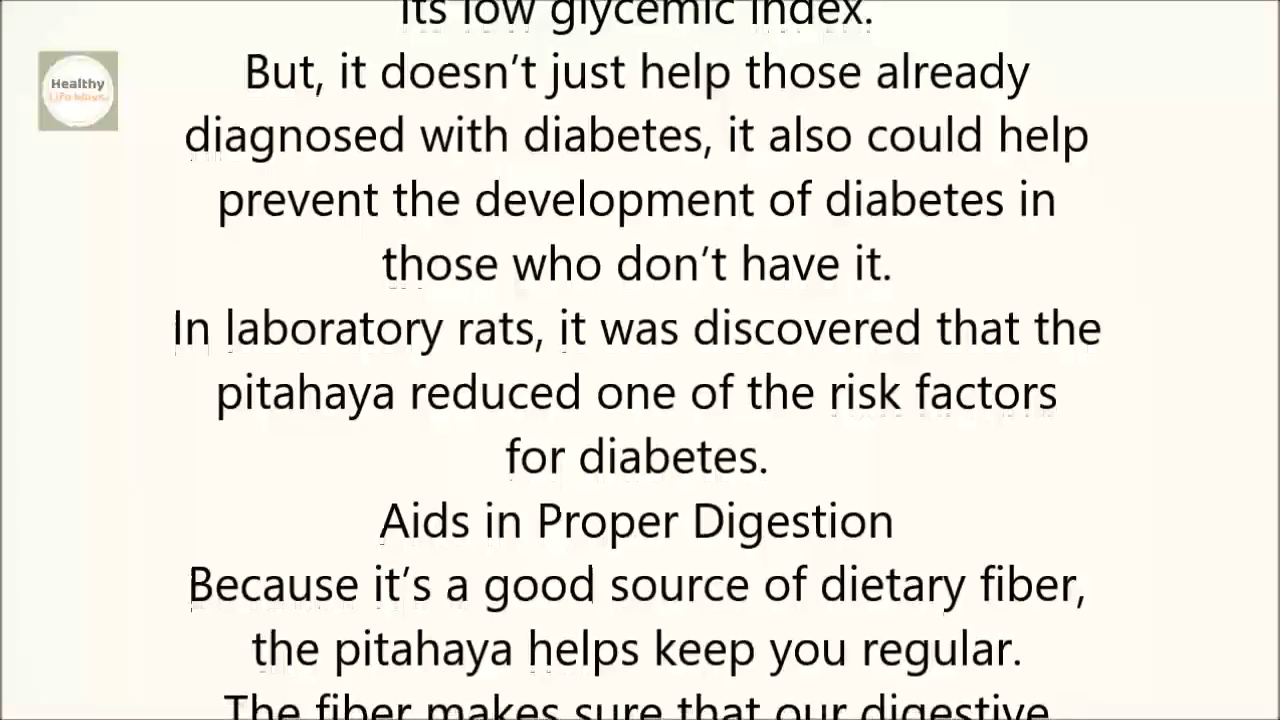 its low glycemic index.
Healthy
But, it doesn’t just help those already
diagnosed with diabetes, it also could help
prevent the development of diabetes in
those who don’t have it.
In laboratory rats, it was discovered that the
pitahaya reduced one of the risk factors
for diabetes.
Aids in Proper Digestion
Because it’s a good source of dietary fiber,
the pitahaya helps keep you regular.
The fiber makes sure that our digestive